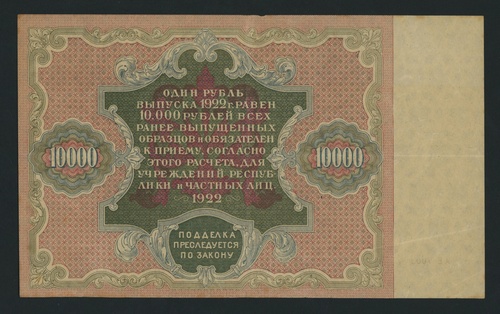 ОДИН РУБЛЬ
ВЫПУСКА 1922 г. РАВЕН
10.000 РУБЛЕЙ ВСЕХ
РАНЕЕ ВЫПУЩЕННЫХ
ОБРАЗЦОВ и ОБЯЗАТЕЛЕН
К ПРИЕМУ, СОГЛАСНО
ЭТОГО РАСЧЕТА, ДЛЯ
УЧРЕЖДЕНИЙ РЕСПУБ-
ЛИКИ и ЧАСТНЫХ ЛИЦ.
1922
10000
10000
ПОДДЕЛКА
ПРЕСЛЕДУЕТСЯ
ПО ЗАКОНУ